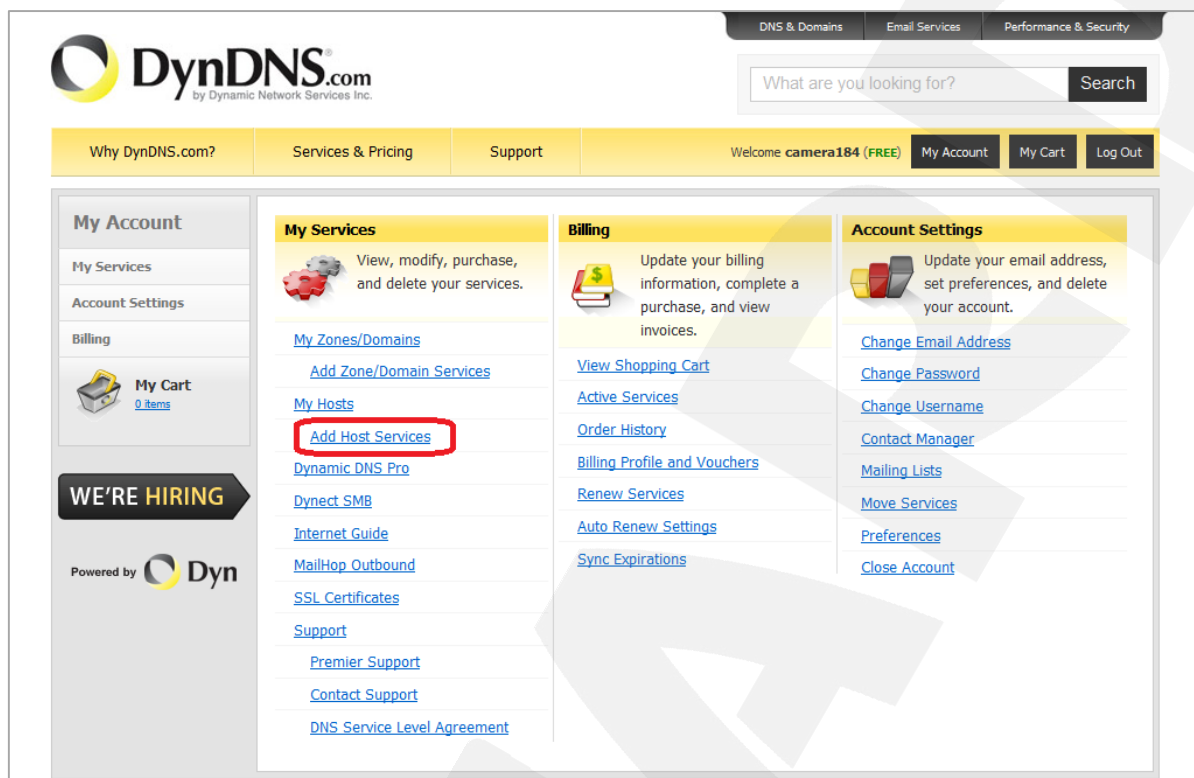 DNS & Domains Email Services Performance & Security
DynDNS.com
by Dynamic Network Services Inc.
What are you looking for? Search
Why DynDNS.com? Services & Pricing Support Welcome camera184 (FREE) My Account My Cart Log Out
My Account
My Services
Account Settings
Billing
My Cart
0 items
WE'RE HIRING
Powered by Dyn
My Services
View, modify, purchase,
and delete your services.
My Zones/Domains
Add Zone/Domain Services
My Hosts
Add Host Services
Dynamic DNS Pro
Dynect SMB
Internet Guide
MailHop Outbound
SSL Certificates
Support
Premier Support
Contact Support
DNS Service Level Agreement
Billing
Update your billing
information, complete a
purchase, and view
invoices.
View Shopping Cart
Active Services
Order History
Billing Profile and Vouchers
Renew Services
Auto Renew Settings
Sync Expirations
Account Settings
Update your email address,
set preferences, and delete
your account.
Change Email Address
Change Password
Change Username
Contact Manager
Mailing Lists
Move Services
Preferences
Close Account